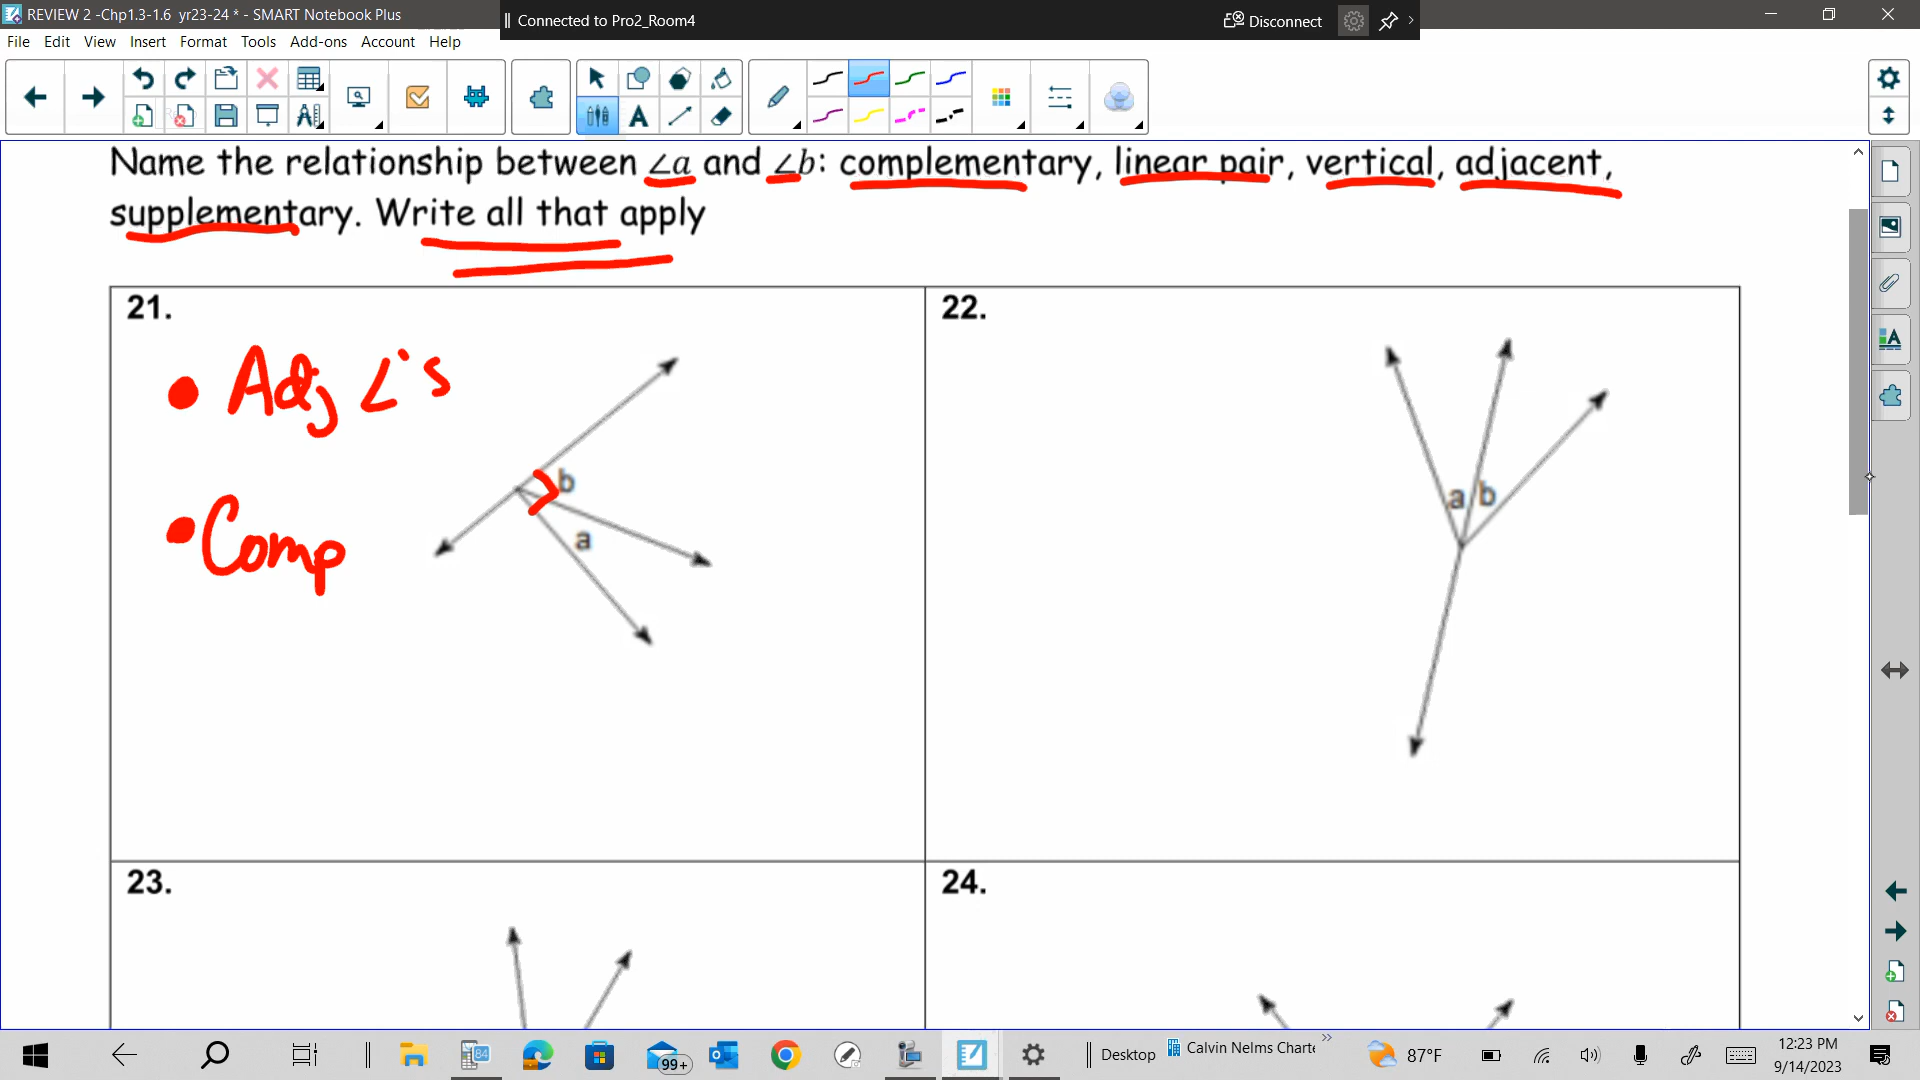 REVIEW 2 -Chp1.3-1.6 yr23-24 * - SMART Notebook Plus
Connected to Pro2_Room4
Disconnect
File Edit View Insert Format Tools Add-ons Account Help
Name the relationship between ∠a and ∠b: complementary, linear pair, vertical, adjacent,
supplementary. Write all that apply
21.
• Adj ∠'s
• Comp
b
a
22.
a b
23.
24.
84
99+
Desktop
Calvin Nelms Charte
87°F
12:23 PM
9/14/2023